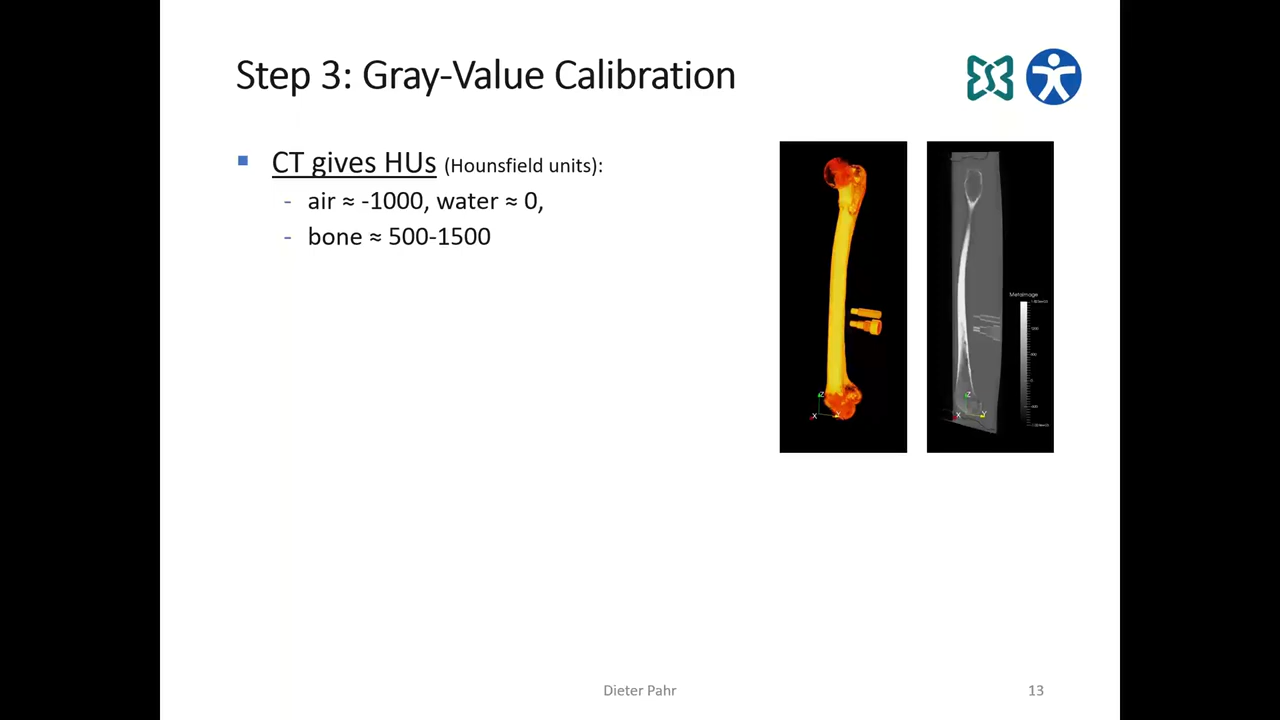 Step 3: Gray-Value Calibration
CT gives HUs (Hounsfield units):
- air ≈ -1000, water ≈ 0,
- bone ≈ 500-1500
MetaImage
Z
X
Z
X
Y
Dieter Pahr
13